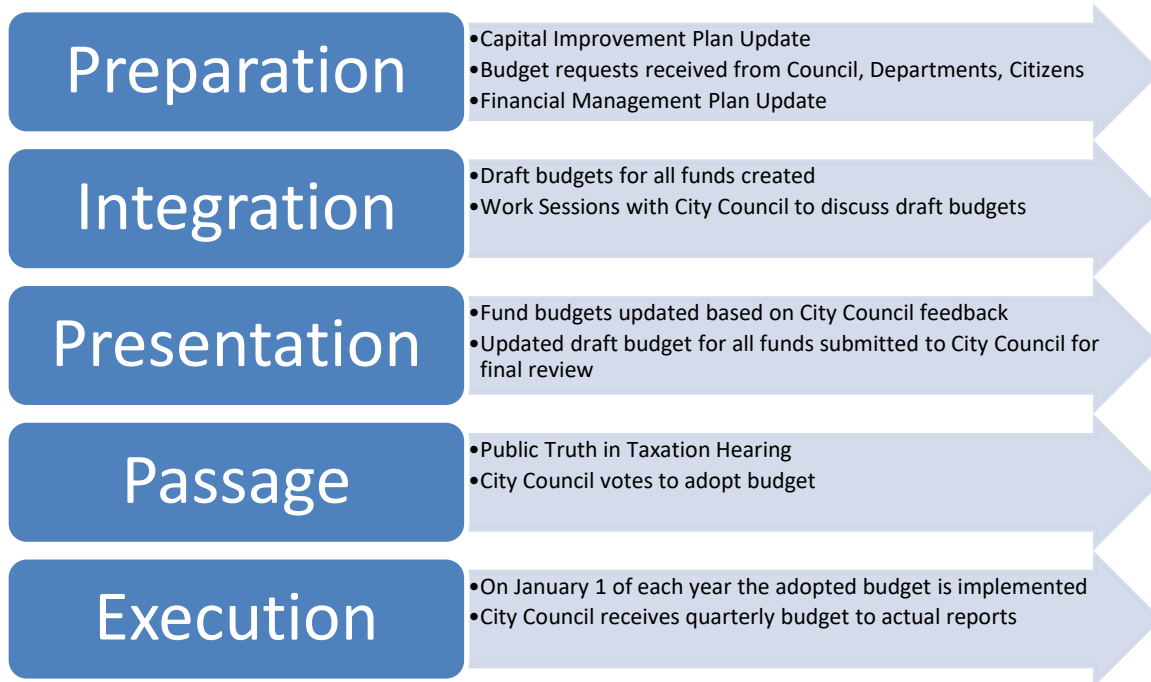 Preparation
•Capital Improvement Plan Update
•Budget requests received from Council, Departments, Citizens
•Financial Management Plan Update
Integration
•Draft budgets for all funds created
•Work Sessions with City Council to discuss draft budgets
Presentation
•Fund budgets updated based on City Council feedback
•Updated draft budget for all funds submitted to City Council for
final review
Passage
•Public Truth in Taxation Hearing
•City Council votes to adopt budget
Execution
•On January 1 of each year the adopted budget is implemented
•City Council receives quarterly budget to actual reports